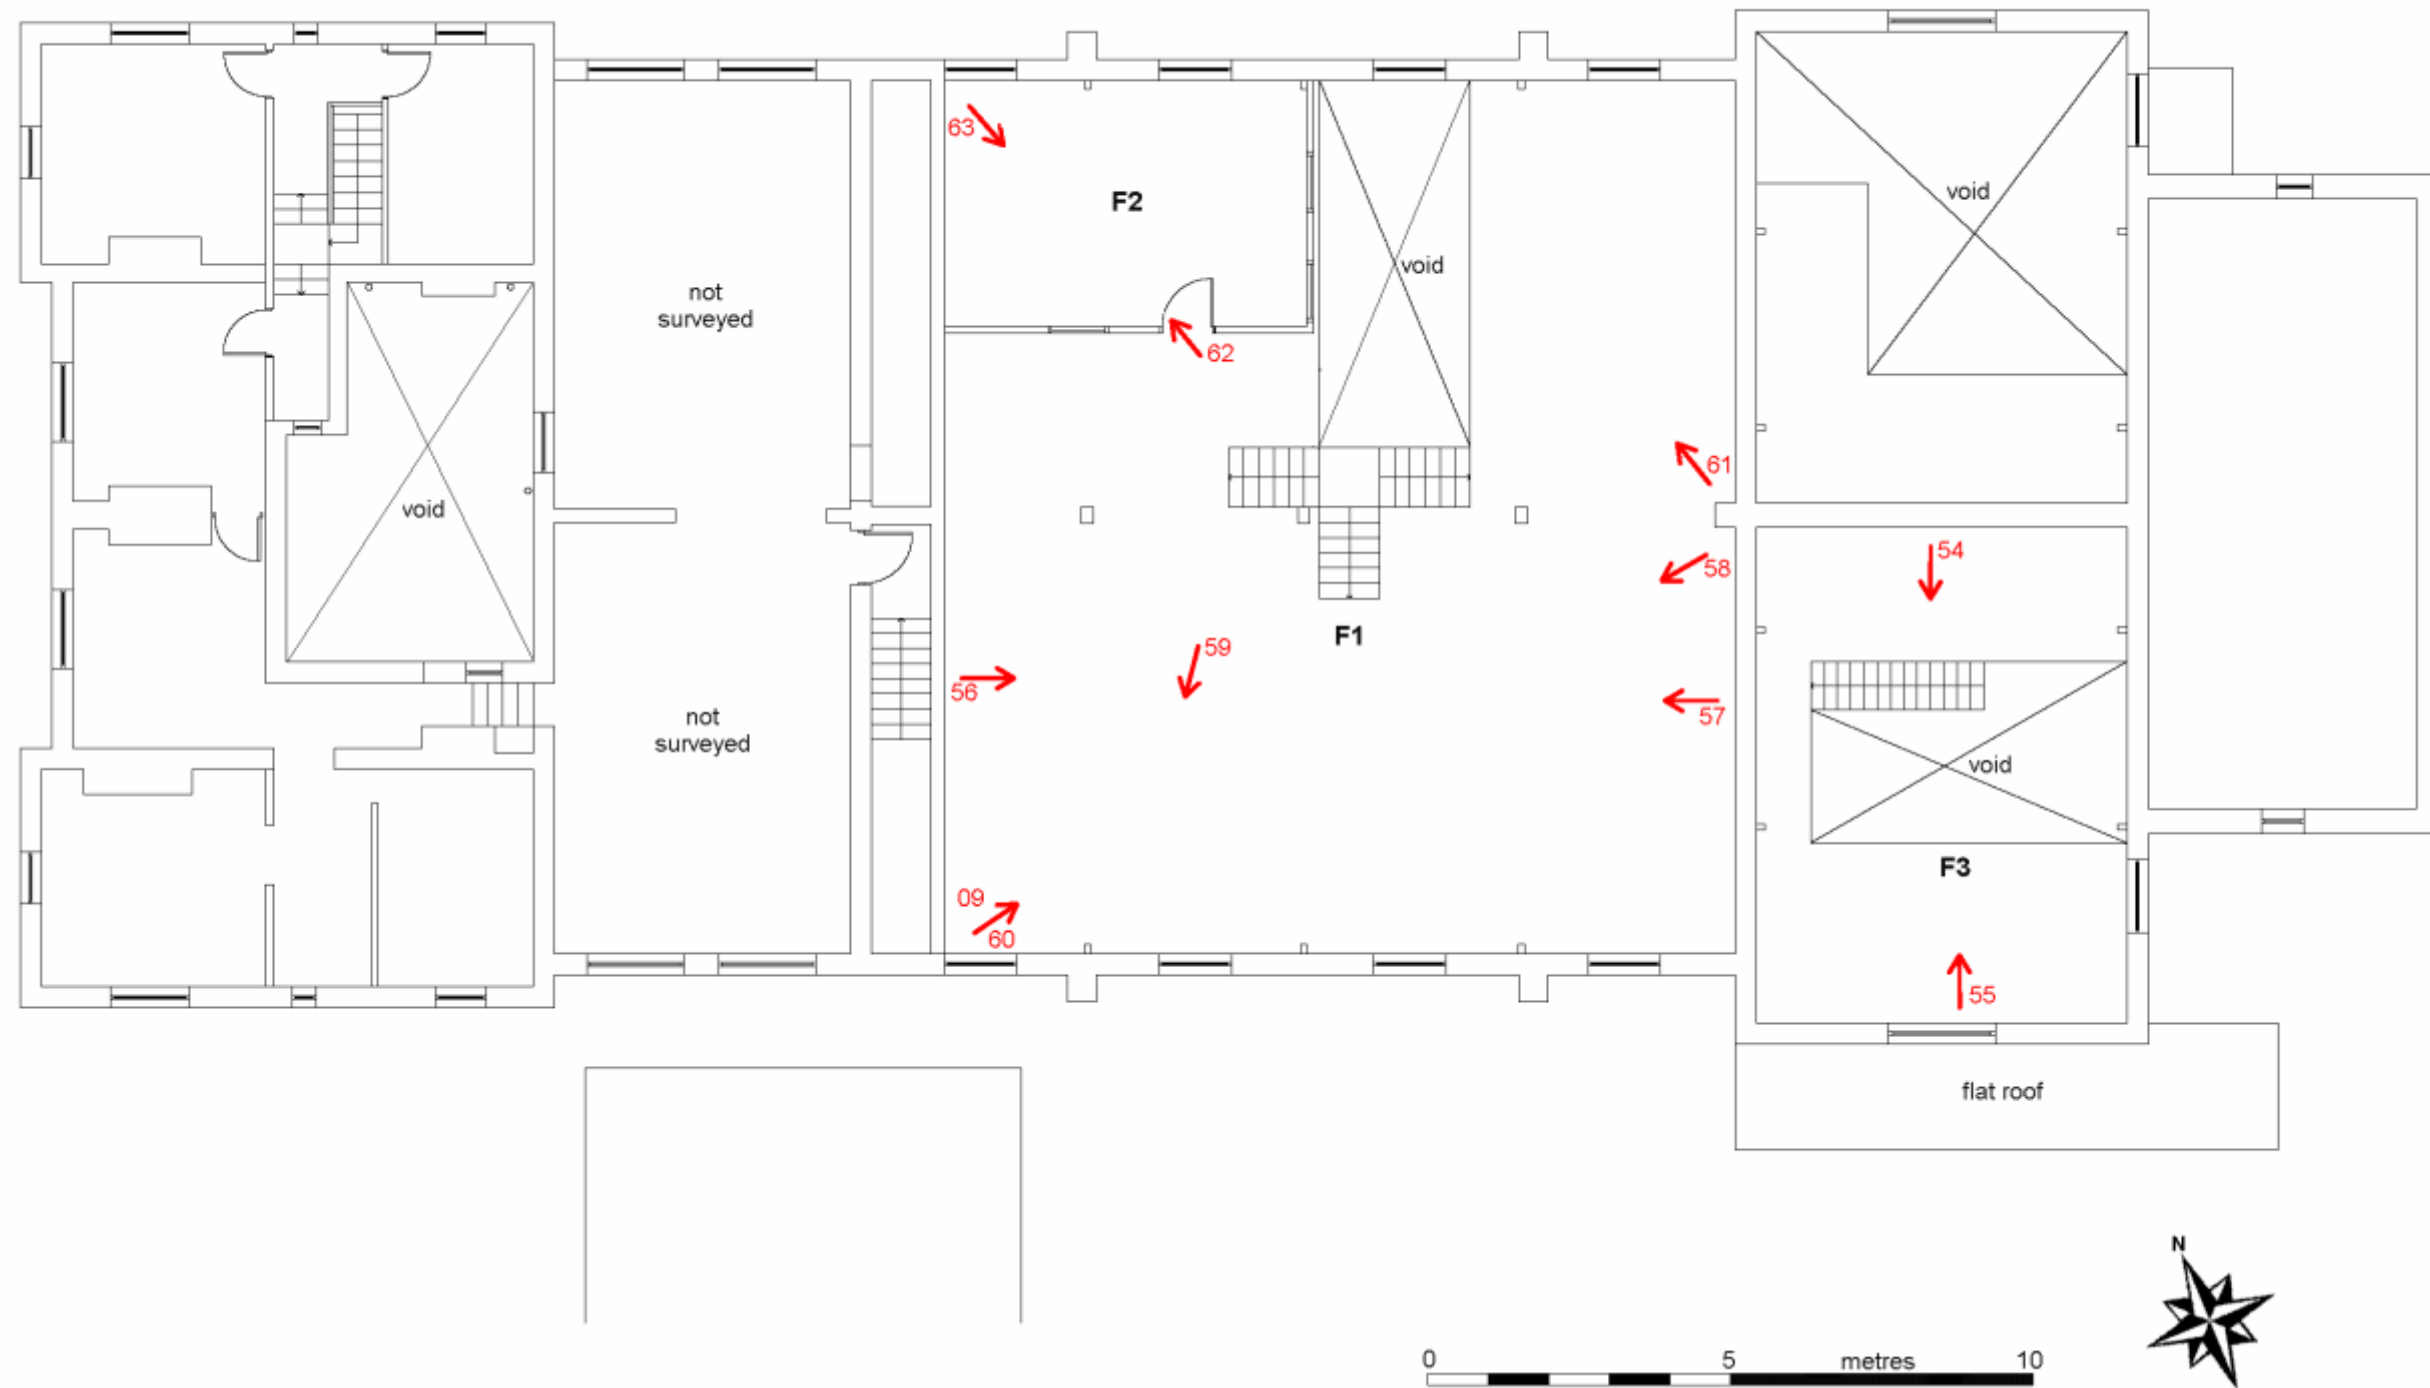 63
F2
void
void
not
surveyed
62
61
void
54
58
F1
59
56
57
not
surveyed
void
F3
09
60
55
flat roof
N
0 5 metres 10